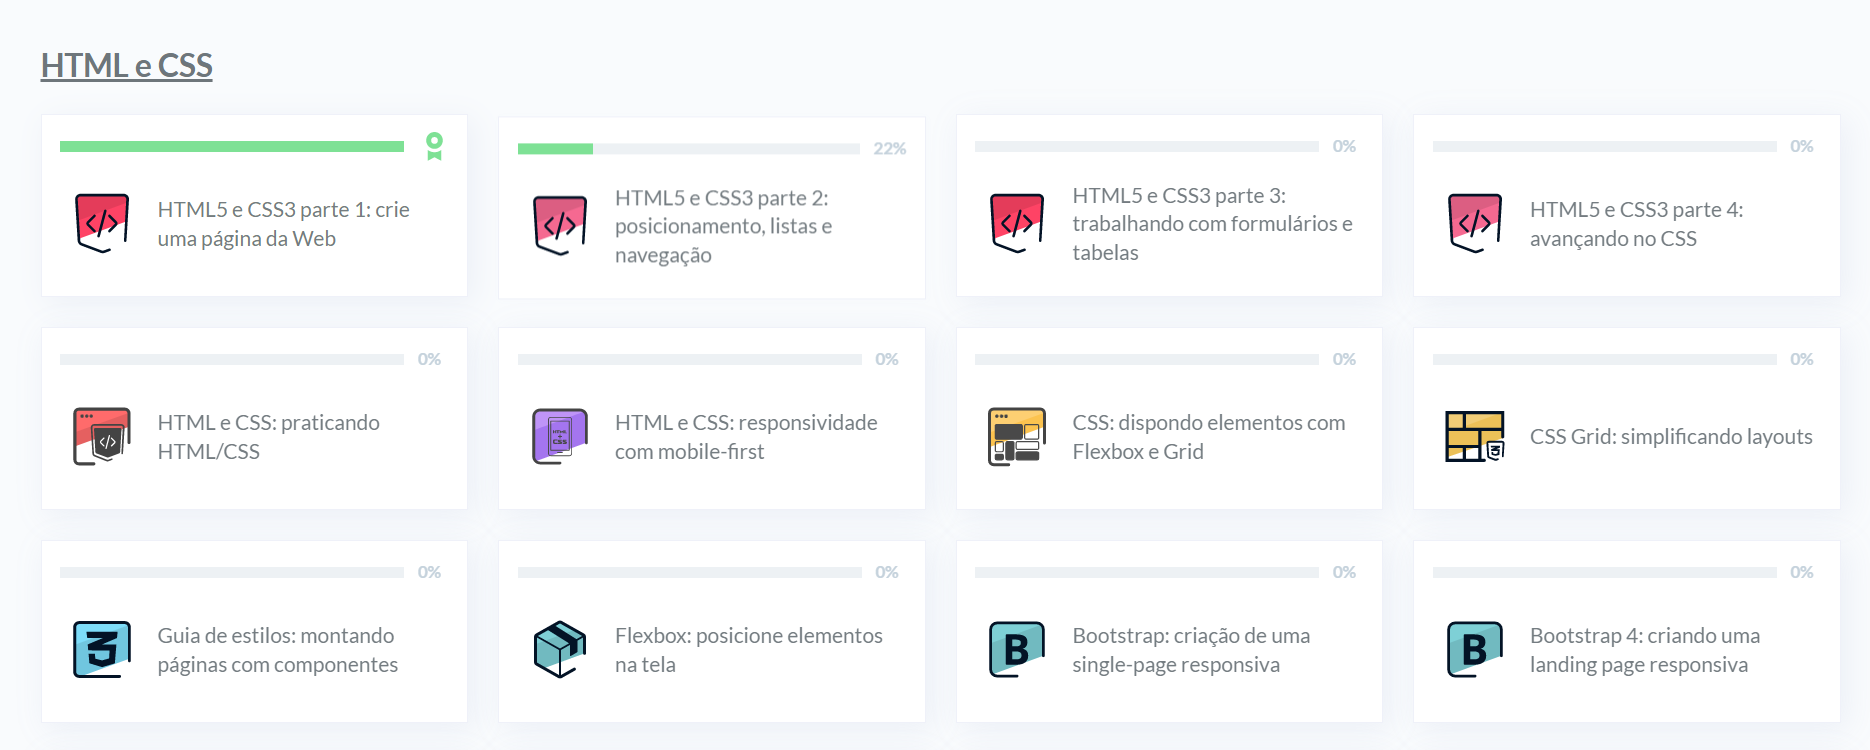 HTML e CSS
HTML5 e CSS3 parte 1: crie
uma página da Web
22%
HTML5 e CSS3 parte 2:
posicionamento, listas e
navegação
0%
HTML5 e CSS3 parte 3:
trabalhando com formulários e
tabelas
0%
HTML5 e CSS3 parte 4:
avançando no CSS
0%
HTML e CSS: praticando
HTML/CSS
0%
HTML
+
CSS
HTML e CSS: responsividade
com mobile-first
0%
CSS: dispondo elementos com
Flexbox e Grid
0%
CSS Grid: simplificando layouts
0%
Guia de estilos: montando
páginas com componentes
0%
Flexbox: posicione elementos
na tela
0%
B
Bootstrap: criação de uma
single-page responsiva
0%
B
Bootstrap 4: criando uma
landing page responsiva